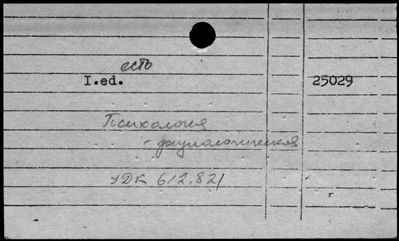 есть
I.ed. 25029
Психология
физиологическая
УДК 612.821